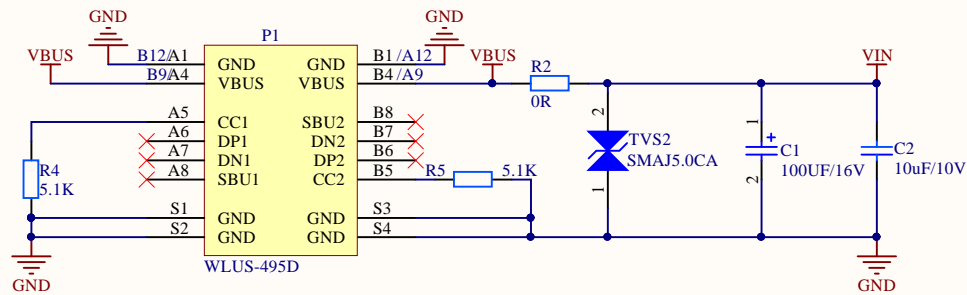 GND
P1
GND
VBUS
B12/A1
GND
GND
B1/A12
VBUS
VIN
B9/A4
VBUS
VBUS
B4/A9
R2
0R
A5
CC1
SBU2
B8
A6
DP1
DN2
B7
A7
DN1
DP2
B6
A8
SBU1
CC2
B5
R5
5.1K
R4
5.1K
2
TVS2
SMAJ5.0CA
1
1
+
C1
100UF/16V
2
C2
10uF/10V
S1
GND
GND
S3
S2
GND
GND
S4
WLUS-495D
GND
GND